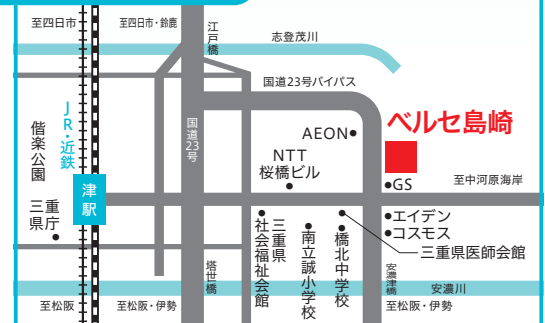 至四日市
至四日市・鈴鹿
江戸橋
志登茂川
国道23号バイパス
JR・近鉄
偕楽公園
国道23号
AEON
ベルセ島崎
NTT
桜橋ビル
津駅
GS
至中河原海岸
三重
県庁
三重県
社会福祉会館
南立誠小学校
橋北中学校
エイデン
コスモス
三重県医師会館
塔世橋
安濃津橋
安濃川
至松阪
至松阪・伊勢
至松阪・伊勢